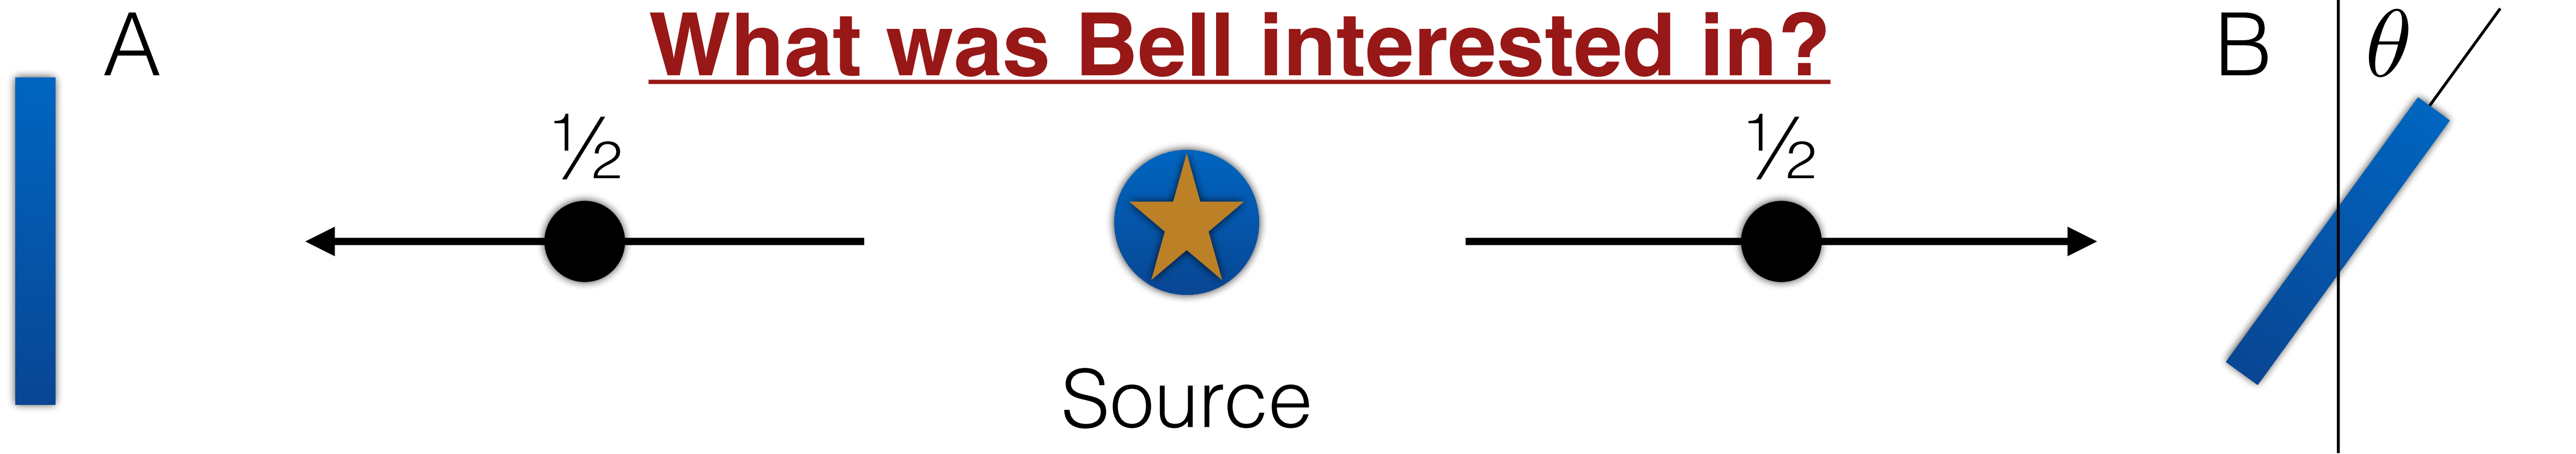 What was Bell interested in?
A
B
θ
½
½
Source